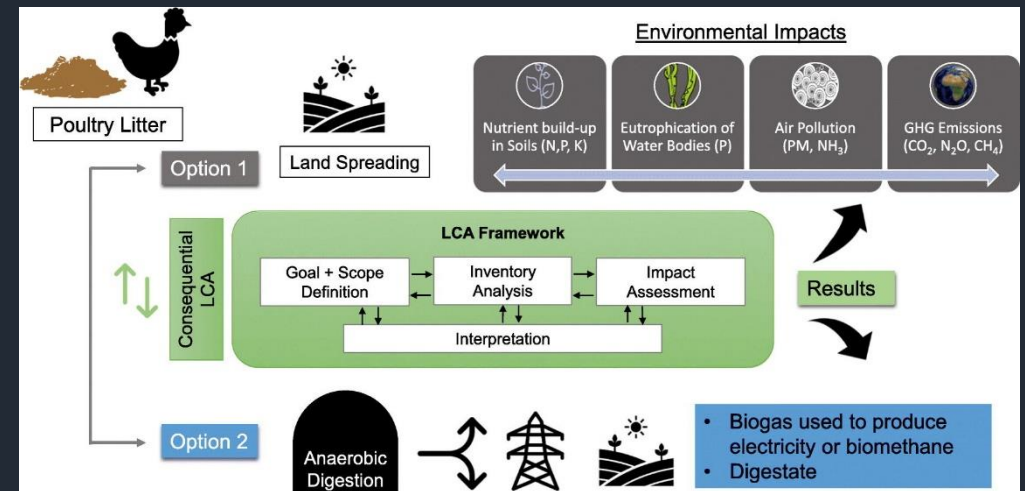 Environmental Impacts
Poultry Litter
Land Spreading
Option 1
Nutrient build-up
in Soils (N,P, K)
Eutrophication of
Water Bodies (P)
Air Pollution
(PM, NH₃)
GHG Emissions
(CO₂, N₂O, CH₄)
Consequential
LCA
LCA Framework
Goal + Scope
Definition
Inventory
Analysis
Impact
Assessment
Interpretation
Results
Option 2
Anaerobic
Digestion
• Biogas used to produce
electricity or biomethane
• Digestate